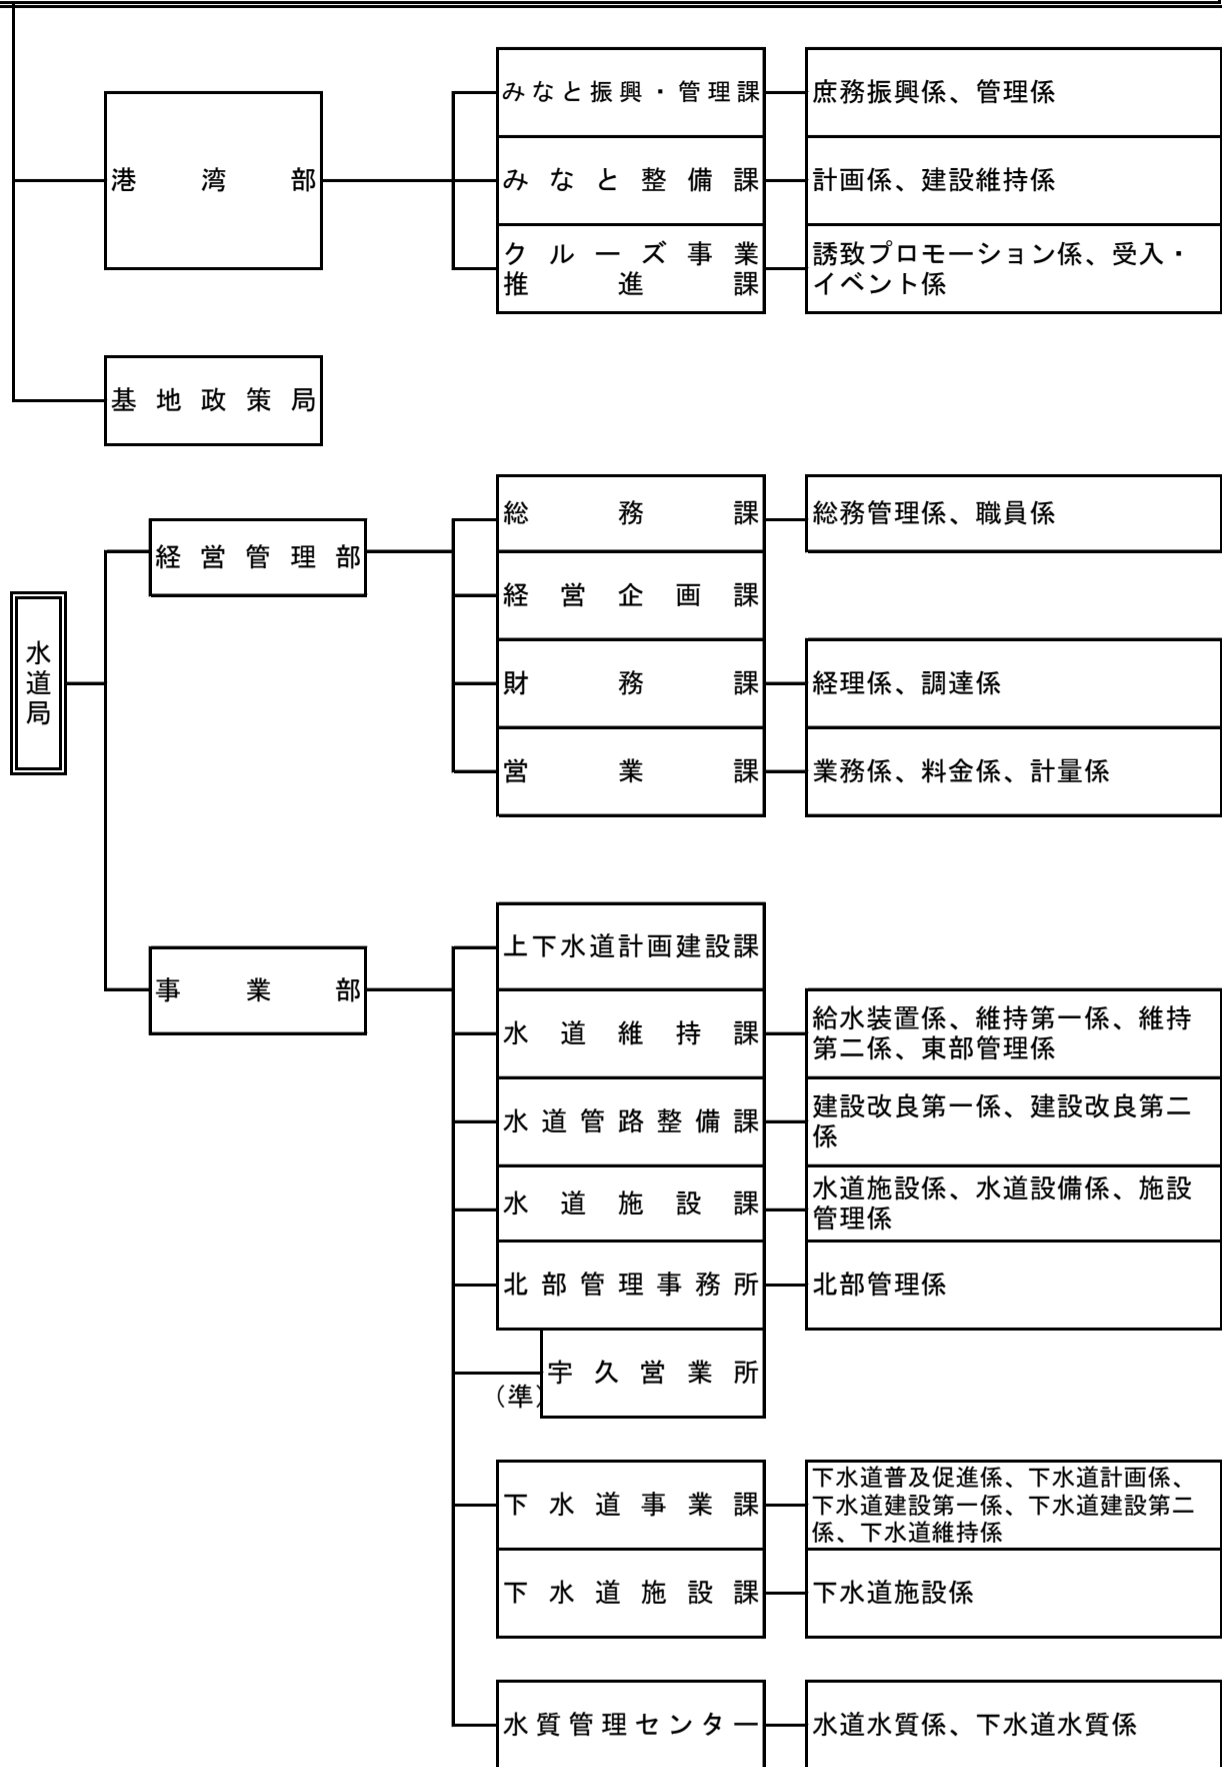 みなと振興・管理課
庶務振興係、管理係
港湾部
みなと整備課
計画係、建設維持係
クルーズ事業
推進課
誘致プロモーション係、受入・
イベント係
基地政策局
総務課
総務管理係、職員係
経営管理部
経営企画課
水道局
財務課
経理係、調達係
営業課
業務係、料金係、計量係
上下水道計画建設課
事業部
水道維持課
給水装置係、維持第一係、維持
第二係、東部管理係
水道管路整備課
建設改良第一係、建設改良第二
係
水道施設課
水道施設係、水道設備係、施設
管理係
北部管理事務所
北部管理係
宇久営業所
（準）
下水道事業課
下水道普及促進係、下水道計画係、
下水道建設第一係、下水道建設第二
係、下水道維持係
下水道施設課
下水道施設係
水質管理センター
水道水質係、下水道水質係